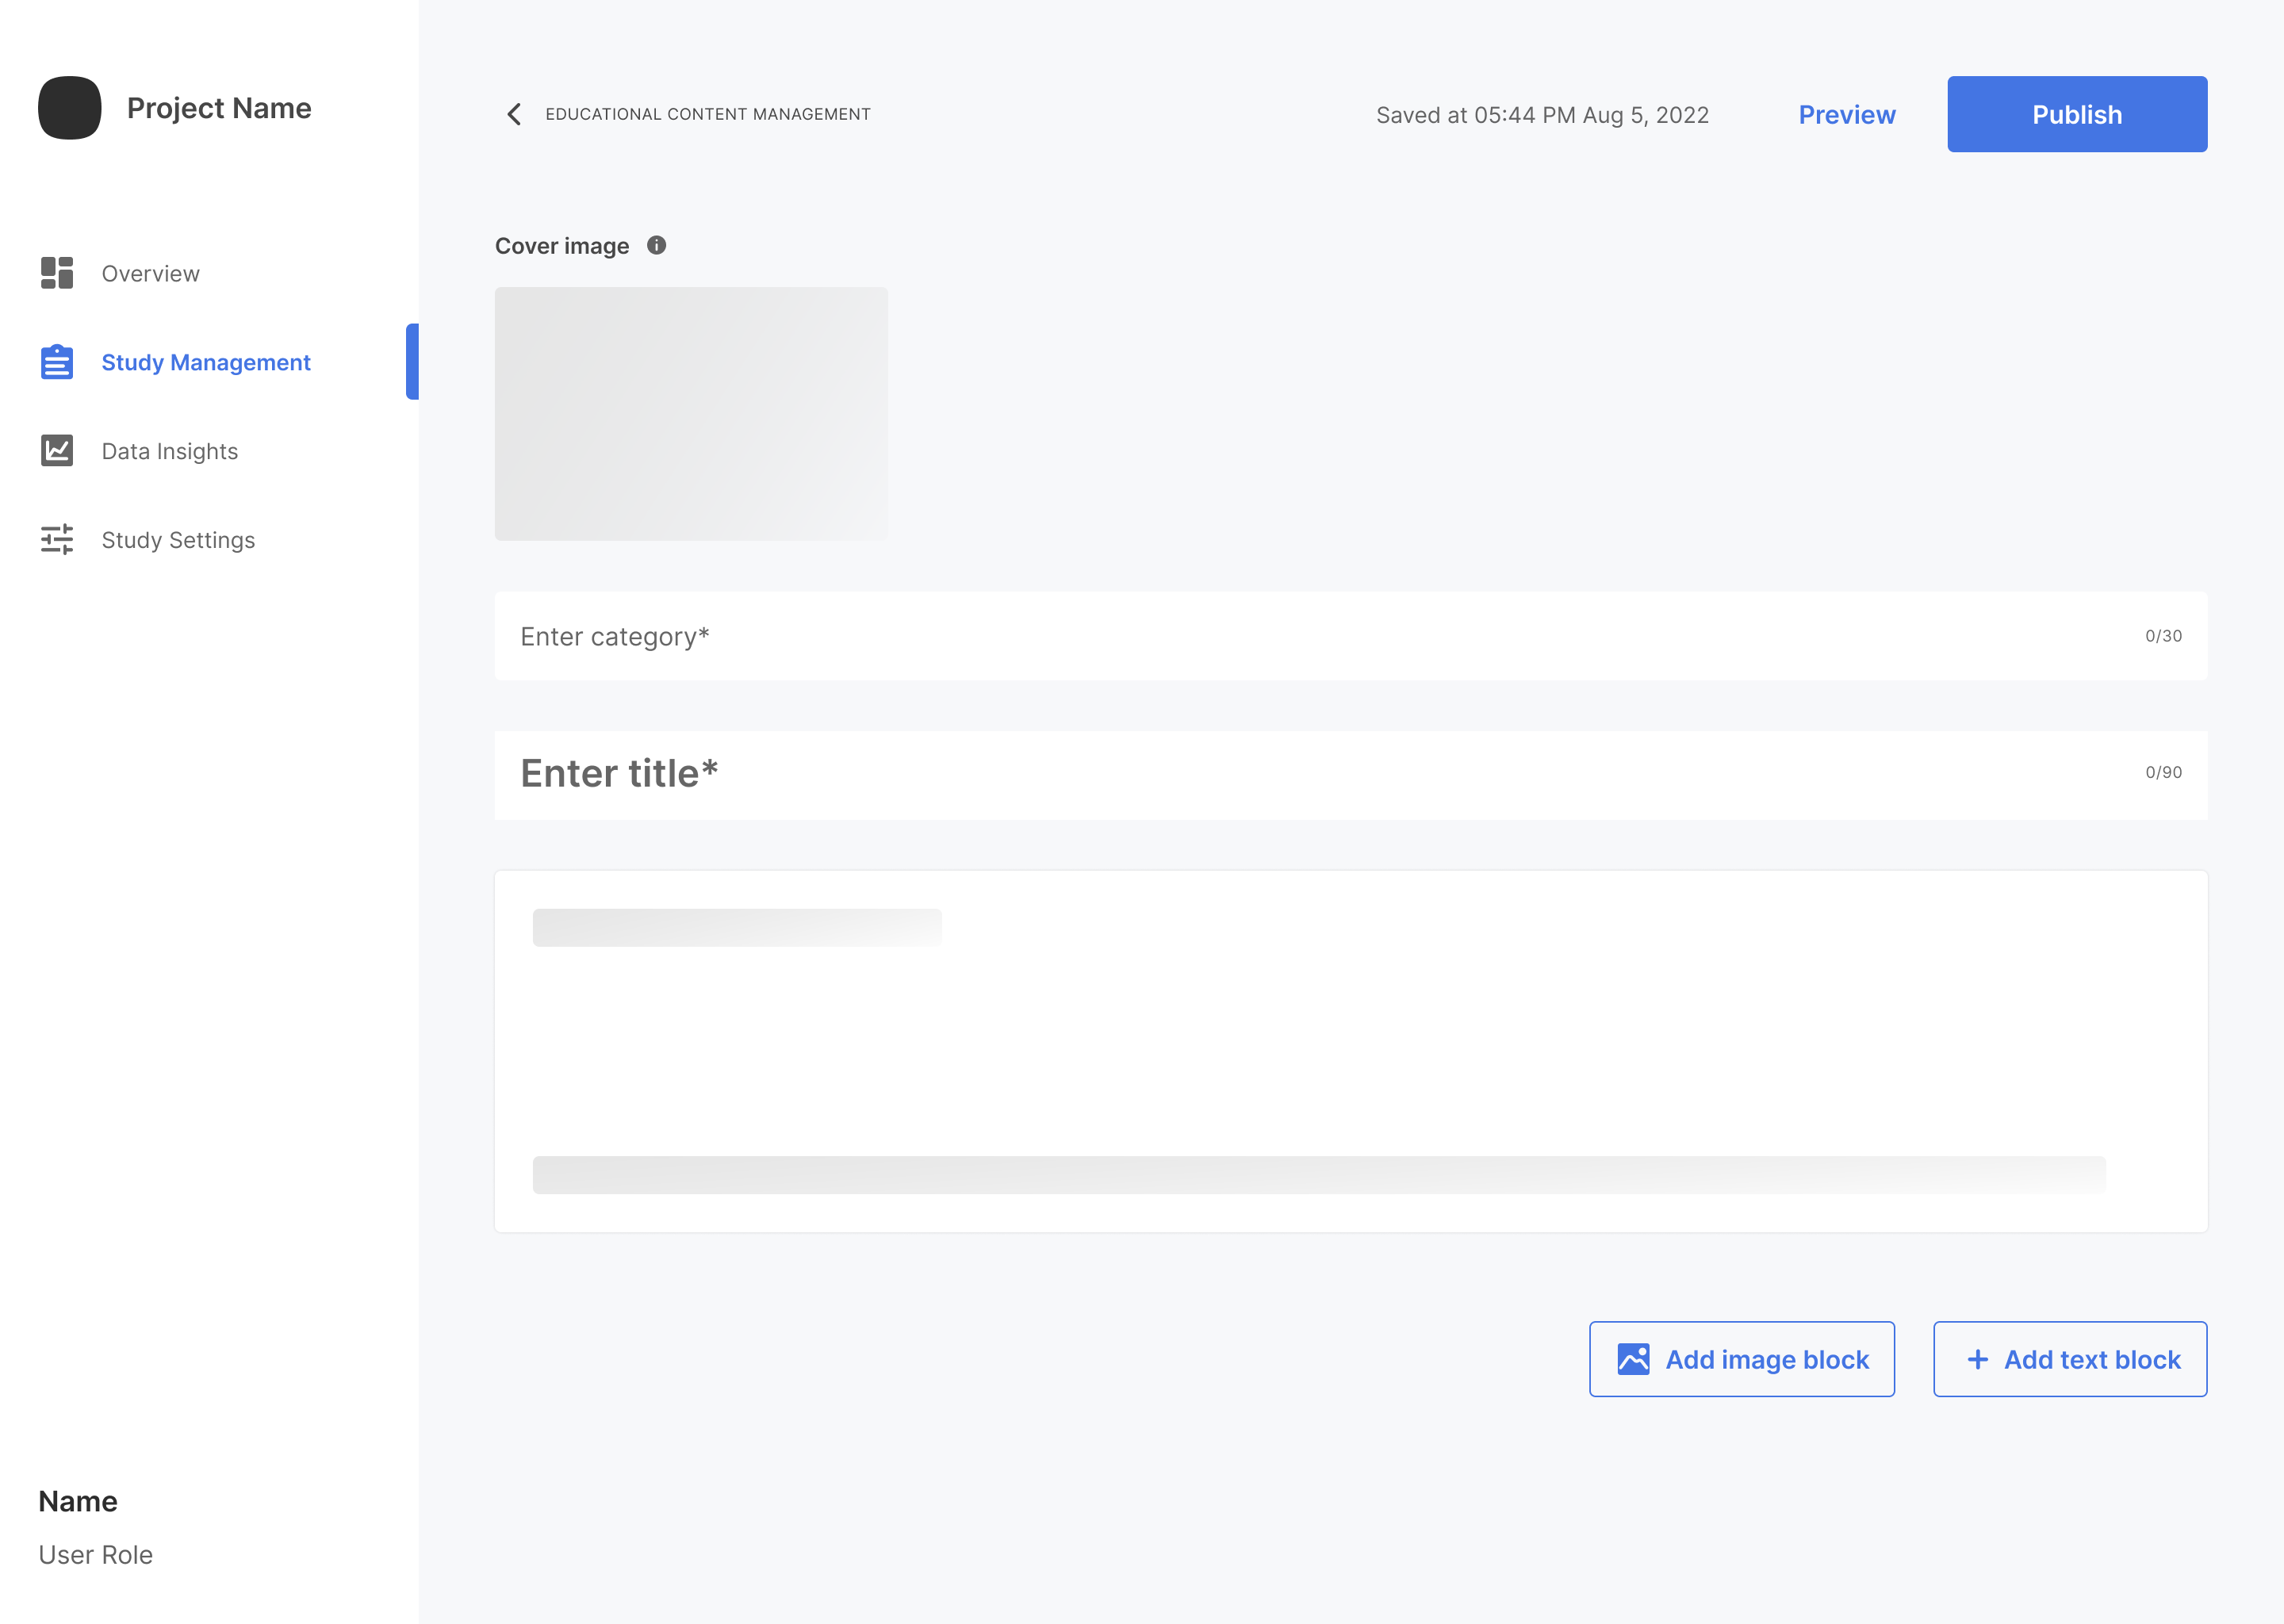 Project Name
Overview
Study Management
Data Insights
Study Settings
Name
User Role
EDUCATIONAL CONTENT MANAGEMENT
Saved at 05:44 PM Aug 5, 2022
Preview
Publish
Cover image
Enter category*
0/30
Enter title*
0/90
Add image block
Add text block